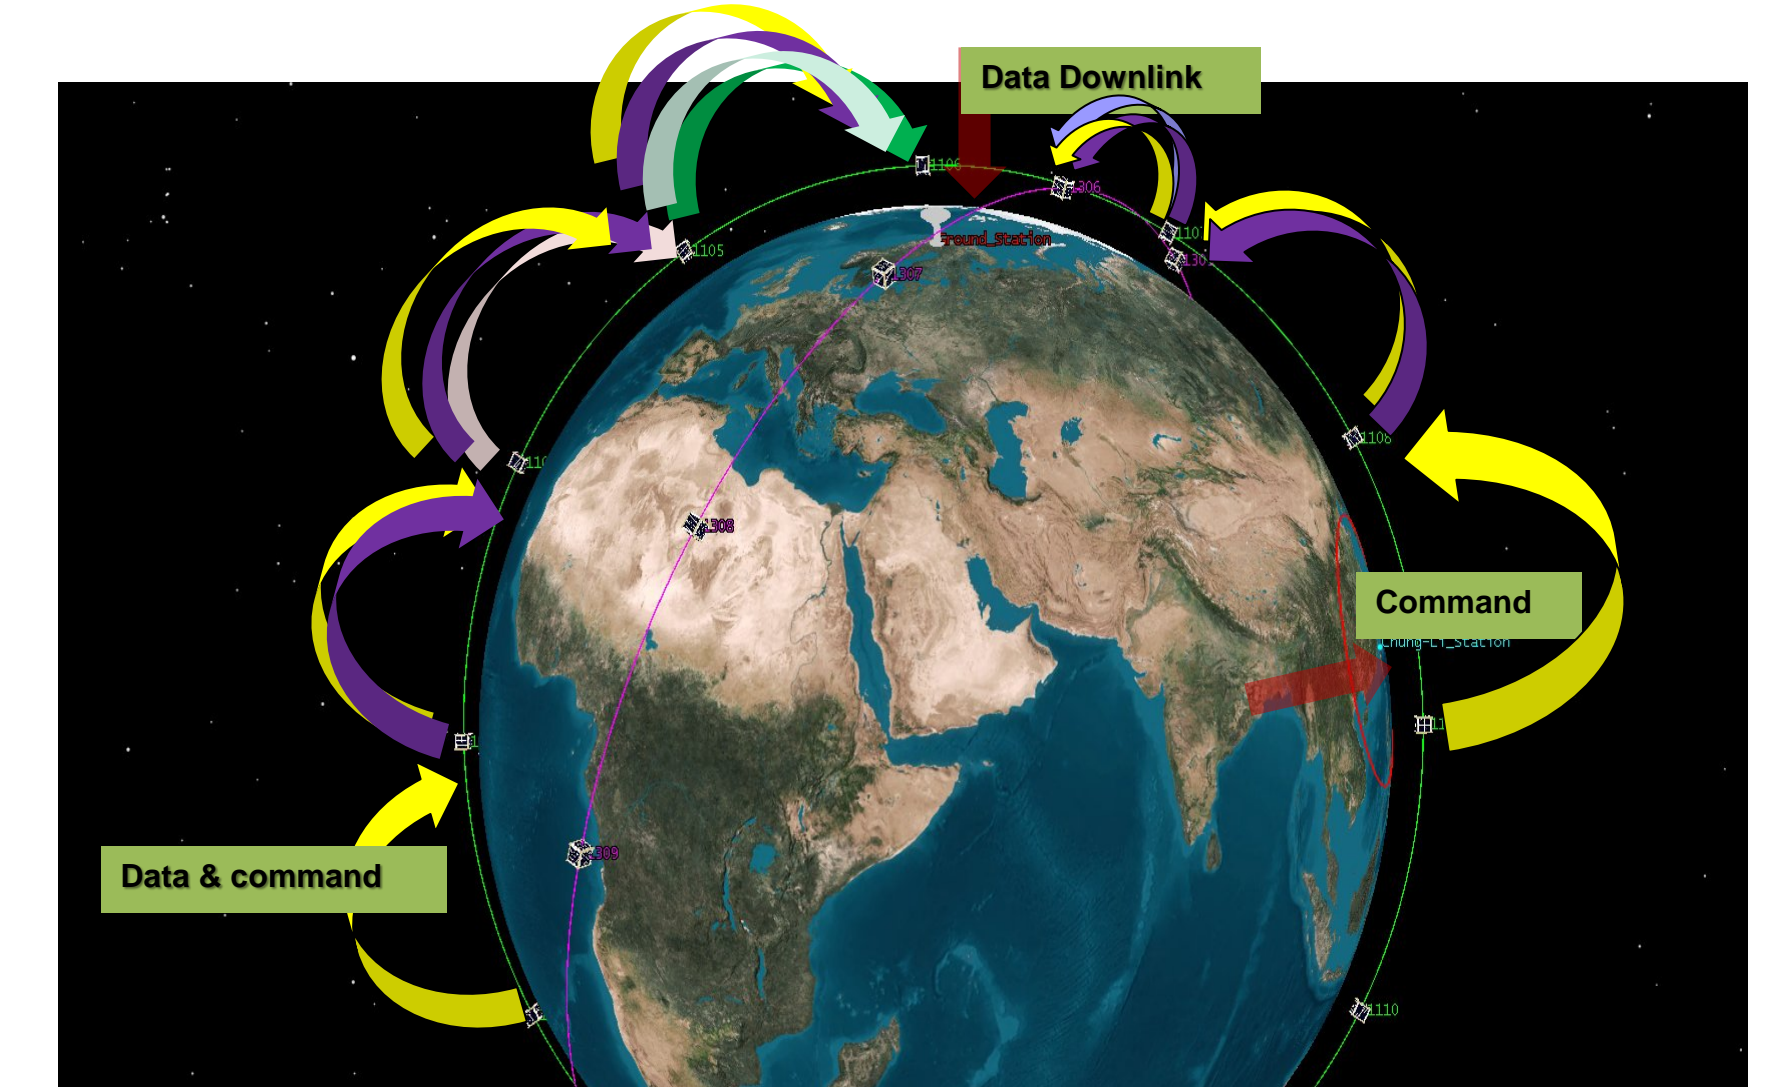 Data Downlink
1106
1306
1107
Ground_Station
1105
1307
1108
1308
Command
Chung-Li_Station
Data & command
1309
1110